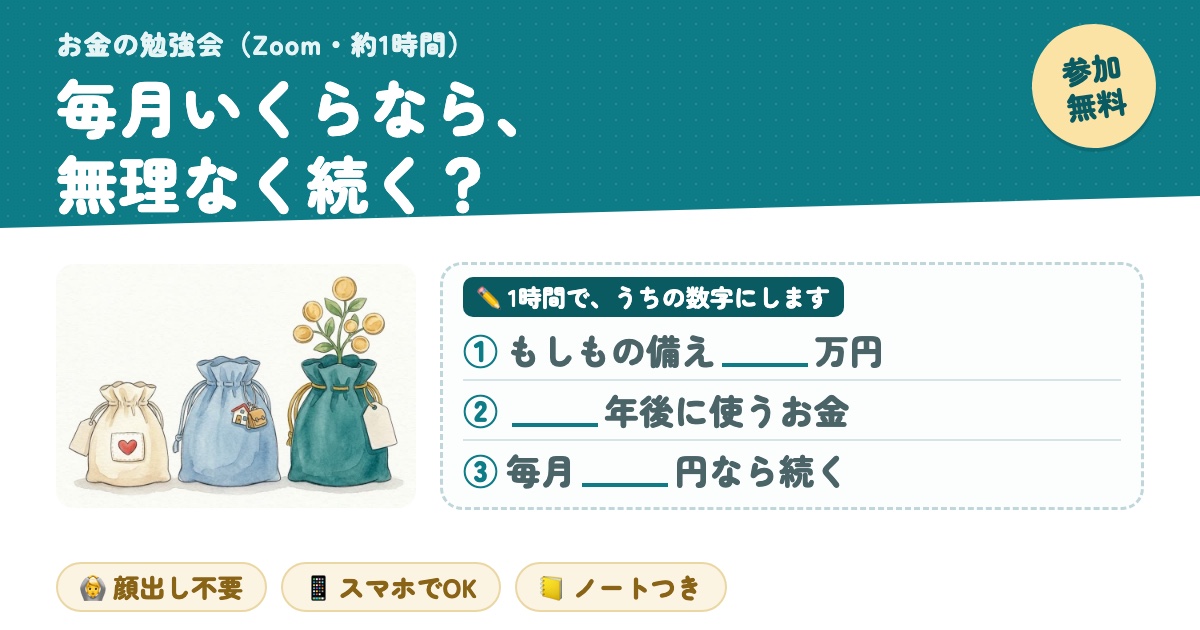 お金の勉強会（Zoom・約1時間）
毎月いくらなら、
無理なく続く？
参加
無料
1時間で、うちの数字にします
① もしもの備え＿＿＿万円
② ＿＿＿年後に使うお金
③ 毎月＿＿＿円なら続く
顔出し不要
スマホでOK
ノートつき